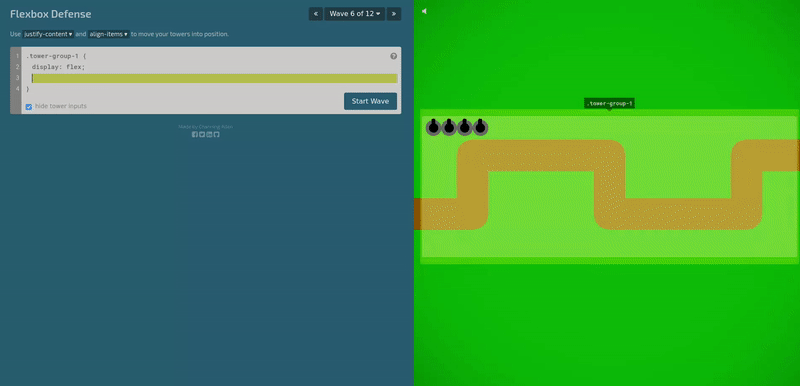 Flexbox Defense
« Wave 6 of 12 ▾ »
Use justify-content ▾ and align-items ▾ to move your towers into position.
1 .tower-group-1 {
2 display: flex;
3
4 }
Start Wave
hide tower inputs
.tower-group-1